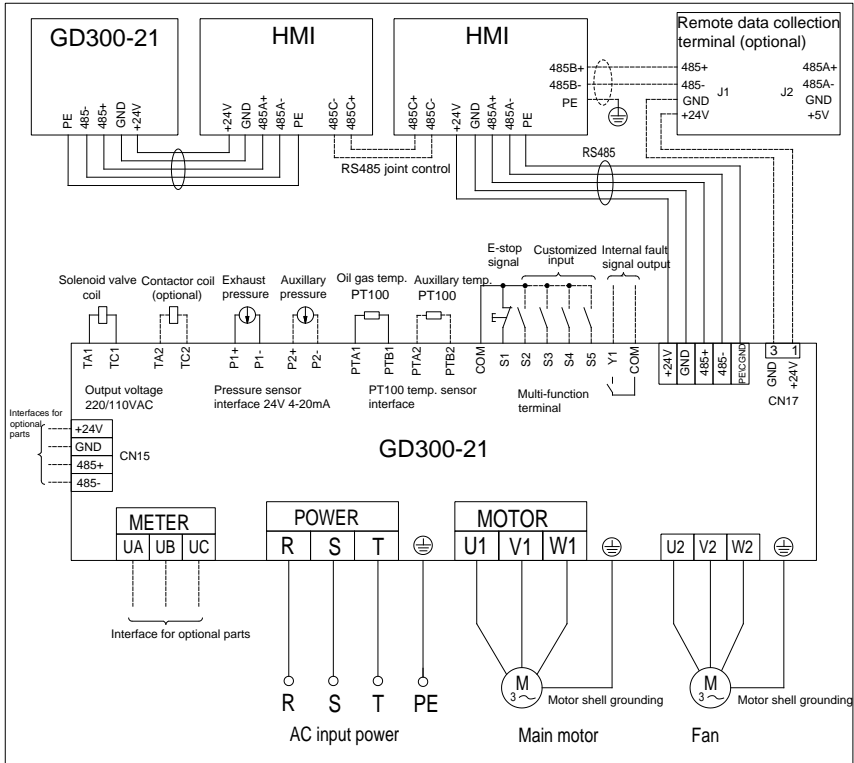 GD300-21
HMI
HMI
Remote data collection
terminal (optional)
PE
485-
485+
GND
+24V
+24V
GND
485A+
485A-
PE
485C-
485C+
485C+
485C-
+24V
GND
485A+
485A-
PE
485B+
485B-
PE
485+
485-
GND
+24V
J1
J2
485A+
485A-
GND
+5V
RS485 joint control
RS485
Solenoid valve
coil
Contactor coil
(optional)
Exhaust
pressure
Auxillary
pressure
Oil gas temp.
PT100
Auxillary temp.
PT100
E-stop
signal
Customized
input
Internal fault
signal output
TA1
TC1
TA2
TC2
P1+
P1-
P2+
P2-
PTA1
PTB1
PTA2
PTB2
COM
S1
S2
S3
S4
S5
Y1
COM
+24V
GND
485+
485-
PE\CGND
3 1
GND
+24V
CN17
Output voltage
220/110VAC
Pressure sensor
interface 24V 4-20mA
PT100 temp. sensor
interface
Multi-function
terminal
Interfaces for
optional
parts
+24V
GND
485+
485-
CN15
GD300-21
METER
UA UB UC
POWER
R S T
MOTOR
U1 V1 W1
U2 V2 W2
Interface for optional parts
M
3~
Motor shell grounding
M
3~
Motor shell grounding
R S T PE
AC input power
Main motor
Fan